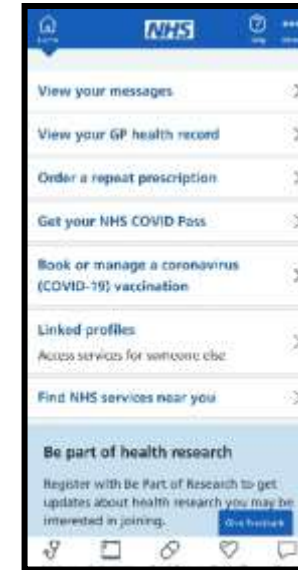 NHS
View your messages
View your GP health record
Order a repeat prescription
Get your NHS COVID Pass
Book or manage a coronavirus
(COVID-19) vaccination
Linked profiles
Access services for someone else
Find NHS services near you
Be part of health research
Register with Be Part of Research to get
updates about health research you may be
interested in joining.
Give feedback